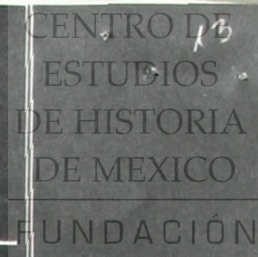 CENTRO DE
ESTUDIOS
DE HISTORIA
DE MEXICO
FUNDACIÓN